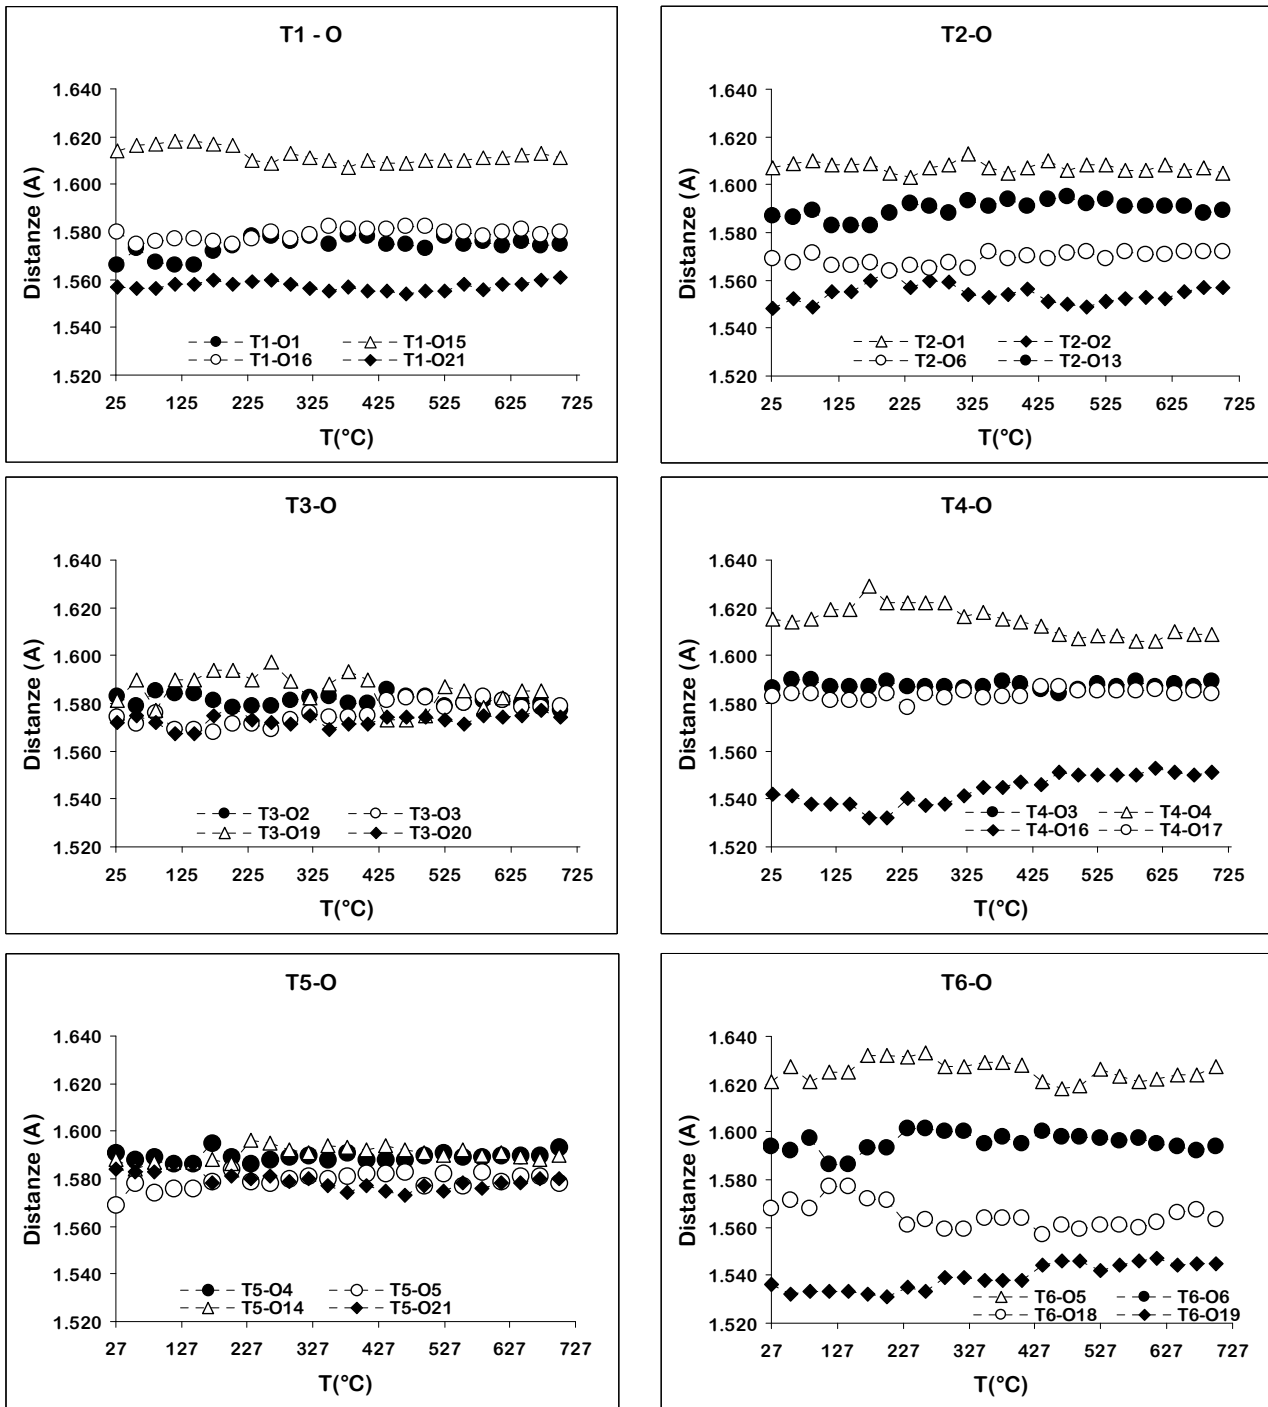 T1 - O
Distanze (A)
1.640
1.620
1.600
1.580
1.560
1.540
1.520
T1-O1 T1-O15
T1-O16 T1-O21
25 125 225 325 425 525 625 725
T(°C)
T2-O
Distanze (A)
1.640
1.620
1.600
1.580
1.560
1.540
1.520
T2-O1 T2-O2
T2-O6 T2-O13
25 125 225 325 425 525 625 725
T(°C)
T3-O
Distanze (A)
1.640
1.600
1.580
1.560
1.540
1.520
T3-O2 T3-O3
T3-O19 T3-O20
25 125 225 325 425 525 625 725
T(°C)
T4-O
Distanze (A)
1.640
1.620
1.600
1.580
1.560
1.540
1.520
T4-O3 T4-O4
T4-O16 T4-O17
25 125 225 325 425 525 625 725
T(°C)
T5-O
Distanze (A)
1.640
1.620
1.600
1.580
1.560
1.540
1.520
T5-O4 T5-O5
T5-O14 T5-O21
27 127 227 327 427 527 627 727
T(°C)
T6-O
Distanze (A)
1.640
1.620
1.600
1.580
1.560
1.540
1.520
T6-O5 T6-O6
T6-O18 T6-O19
27 127 227 327 427 527 627 727
T(°C)